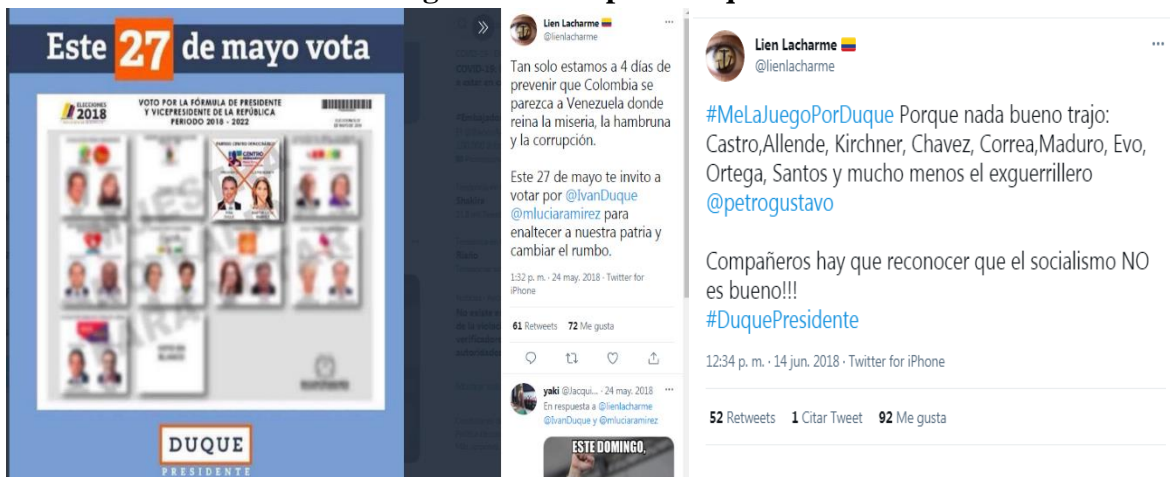 Este 27 de mayo vota
ELECCIONES
2018
VOTO POR LA FÓRMULA DE PRESIDENTE
Y VICEPRESIDENTE DE LA REPÚBLICA
PERIODO 2018 - 2022
CENTRO
DUQUE
PRESIDENTE
Lien Lacharme
@lienlacharme
Tan solo estamos a 4 días de
prevenir que Colombia se
parezca a Venezuela donde
reina la miseria, la hambruna
y la corrupción.
Este 27 de mayo te invito a
votar por @IvanDuque
@mluciaramirez para
enaltecer a nuestra patria y
cambiar el rumbo.
1:32 p. m. · 24 may. 2018 · Twitter for
iPhone
61 Retweets 72 Me gusta
yaki @Jacqui... · 24 may. 2018
En respuesta a @lienlacharme
@IvanDuque y @mluciaramirez
ESTE DOMINGO,
Lien Lacharme
@lienlacharme
#MeLaJuegoPorDuque Porque nada bueno trajo:
Castro,Allende, Kirchner, Chavez, Correa,Maduro, Evo,
Ortega, Santos y mucho menos el exguerrillero
@petrogustavo
Compañeros hay que reconocer que el socialismo NO
es bueno!!!
#DuquePresidente
12:34 p. m. · 14 jun. 2018 · Twitter for iPhone
52 Retweets 1 Citar Tweet 92 Me gusta